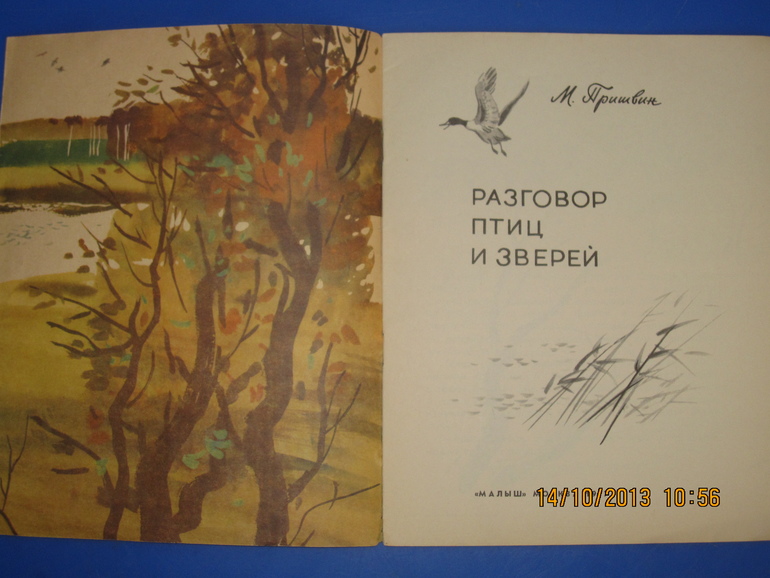 М. Пришвин
РАЗГОВОР
ПТИЦ
И ЗВЕРЕЙ
«МАЛЫШ»
14/10/2013 10:56